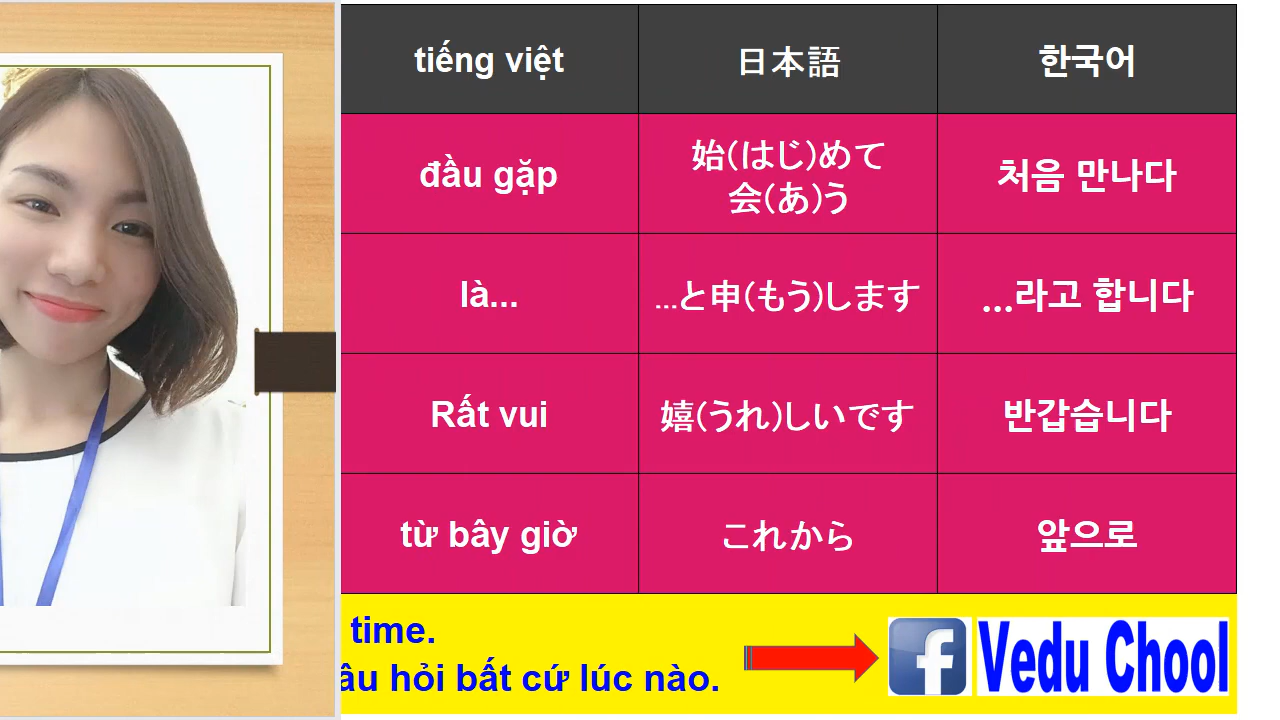 tiếng việt
日本語
한국어
đầu gặp
始(はじ)めて
会(あ)う
처음 만나다
là...
...と申(もう)します
...라고 합니다
Rất vui
嬉(うれ)しいです
반갑습니다
từ bây giờ
これから
앞으로
time.
hỏi bất cứ lúc nào.
Vedu Chool